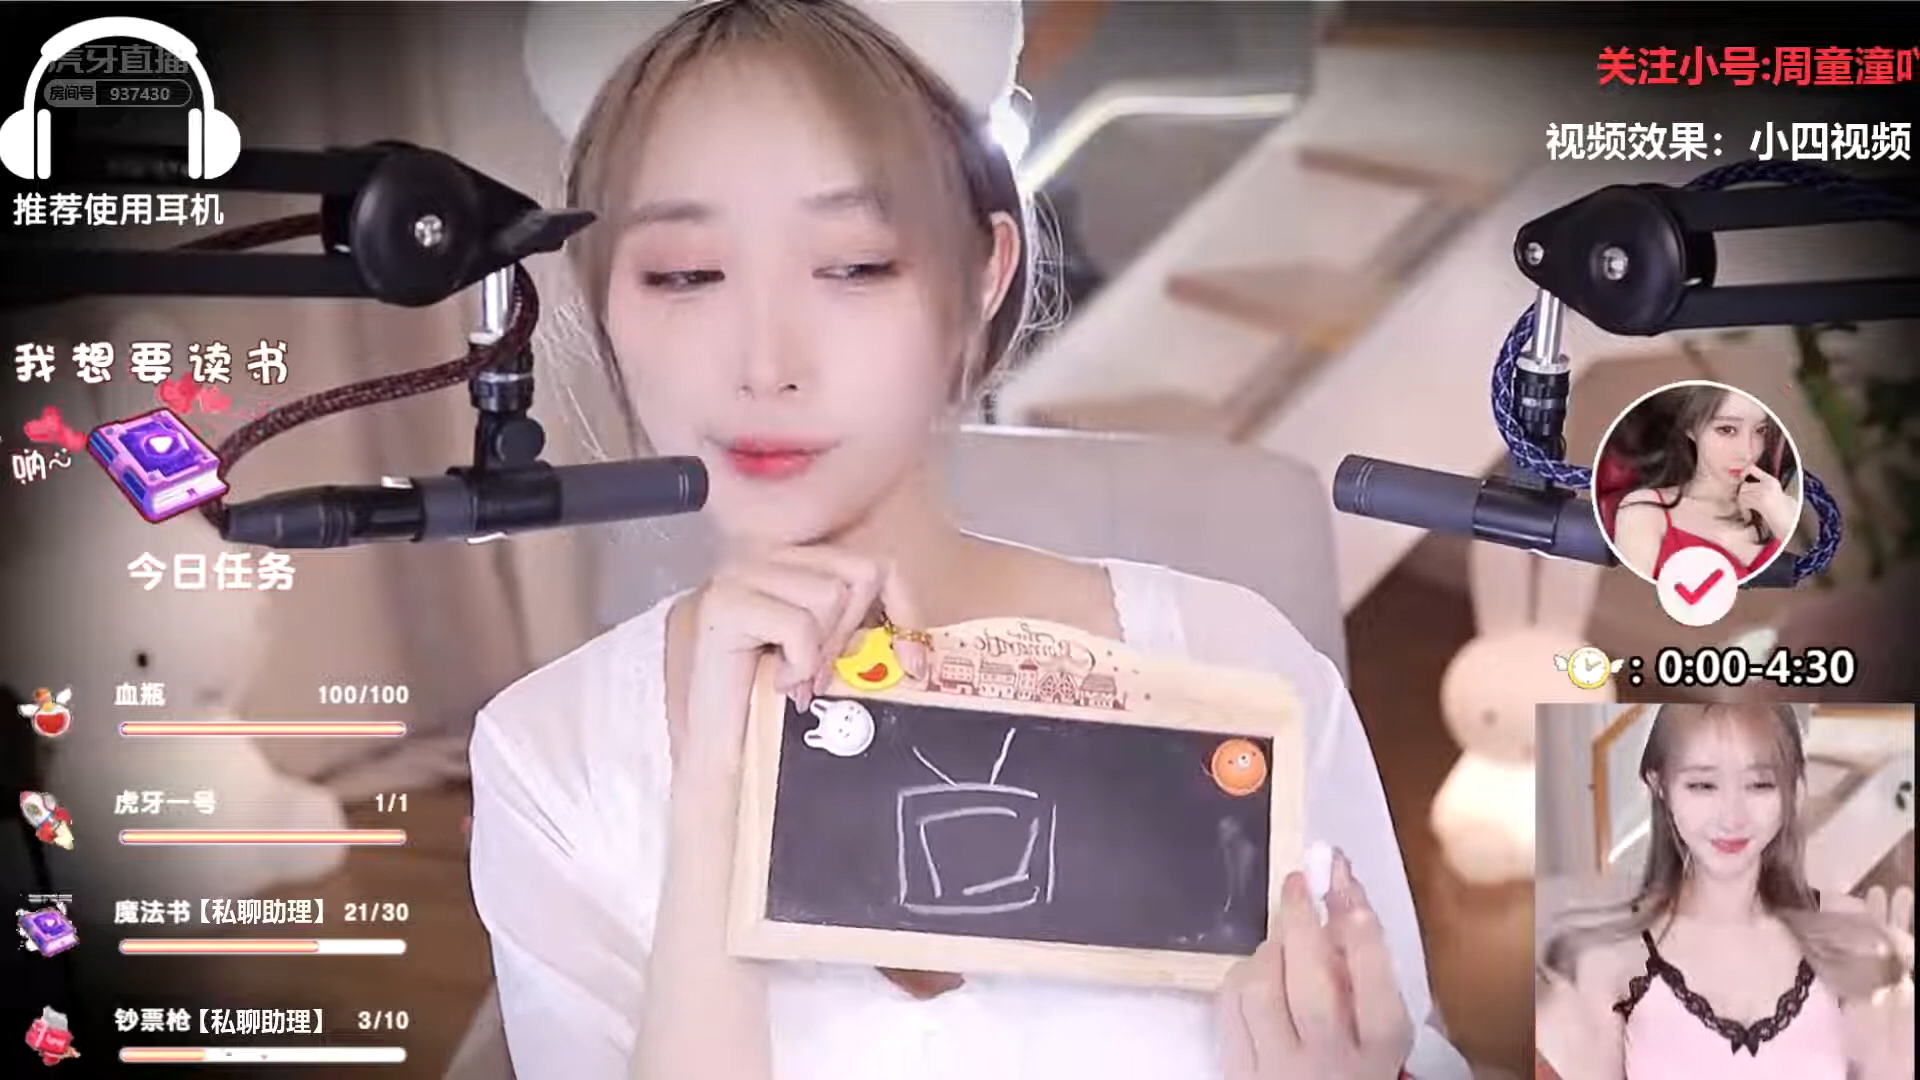 虎牙直播
房间号 937430
推荐使用耳机
关注小号:周童潼吖
视频效果：小四视频
我想要读书
呐~
今日任务
血瓶 100/100
虎牙一号 1/1
魔法书【私聊助理】 21/30
钞票枪【私聊助理】 3/10
: 0:00-4:30
Romantic